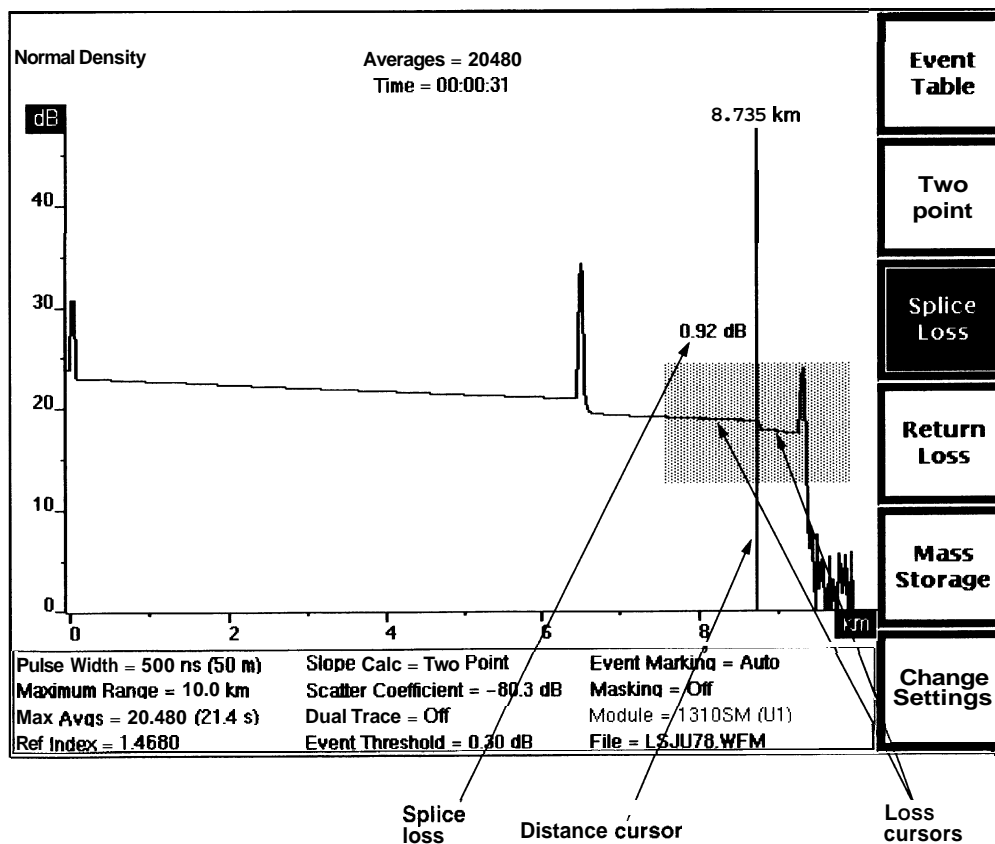 Normal Density
Averages = 20480
Time = 00:00:31
dB
8.735 km
40
30
0.92 dB
20
10
0
0 2 4 6 8
km
Pulse Width = 500 ns (50 m) Slope Calc = Two Point Event Marking = Auto
Maximum Range = 10.0 km Scatter Coefficient = -80.3 dB Masking = Off
Max Avgs = 20.480 (21.4 s) Dual Trace = Off Module = 1310SM (U1)
Ref Index = 1.4680 Event Threshold = 0.30 dB File = LSJU78.WFM
Event
Table
Two
point
Splice
Loss
Return
Loss
Mass
Storage
Change
Settings
Splice
loss
Distance cursor
Loss
cursors